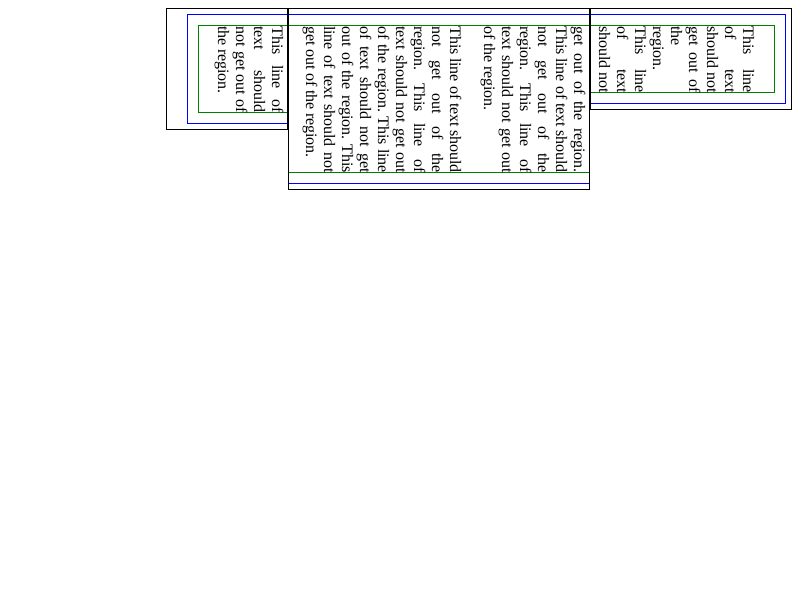 This line
of text
should not
get out of
the
region.
This line
of text
should not
get out of the region.
This line of text should
not get out of the
region. This line of
text should not get out
of the region.
This line of text should
not get out of the
region. This line of
text should not get out
of the region. This line
of text should not get
out of the region. This
line of text should not
get out of the region.
This line of
text should
not get out of
the region.